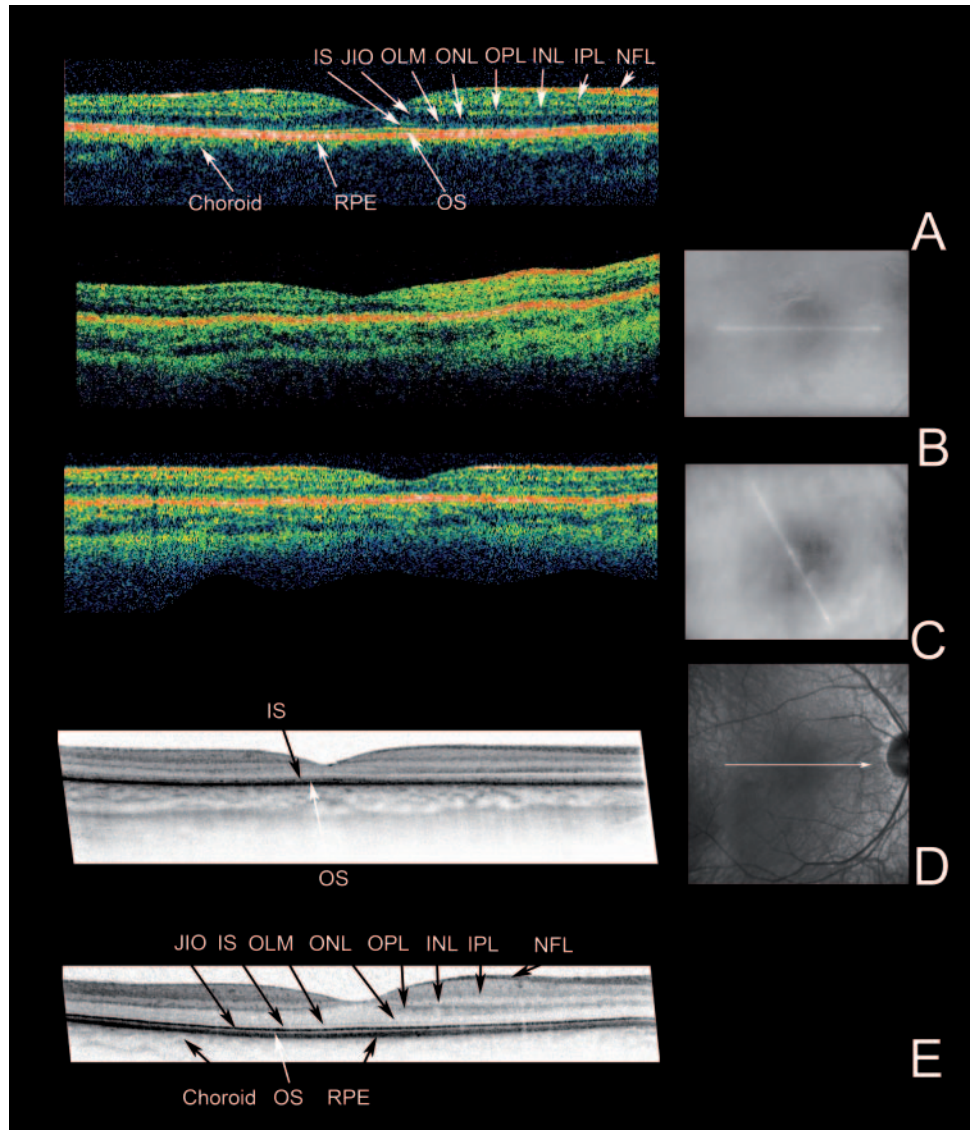 IS JIO OLM ONL OPL INL IPL NFL
Choroid RPE OS
A
B
C
IS
OS
D
JIO IS OLM ONL OPL INL IPL NFL
Choroid OS RPE
E